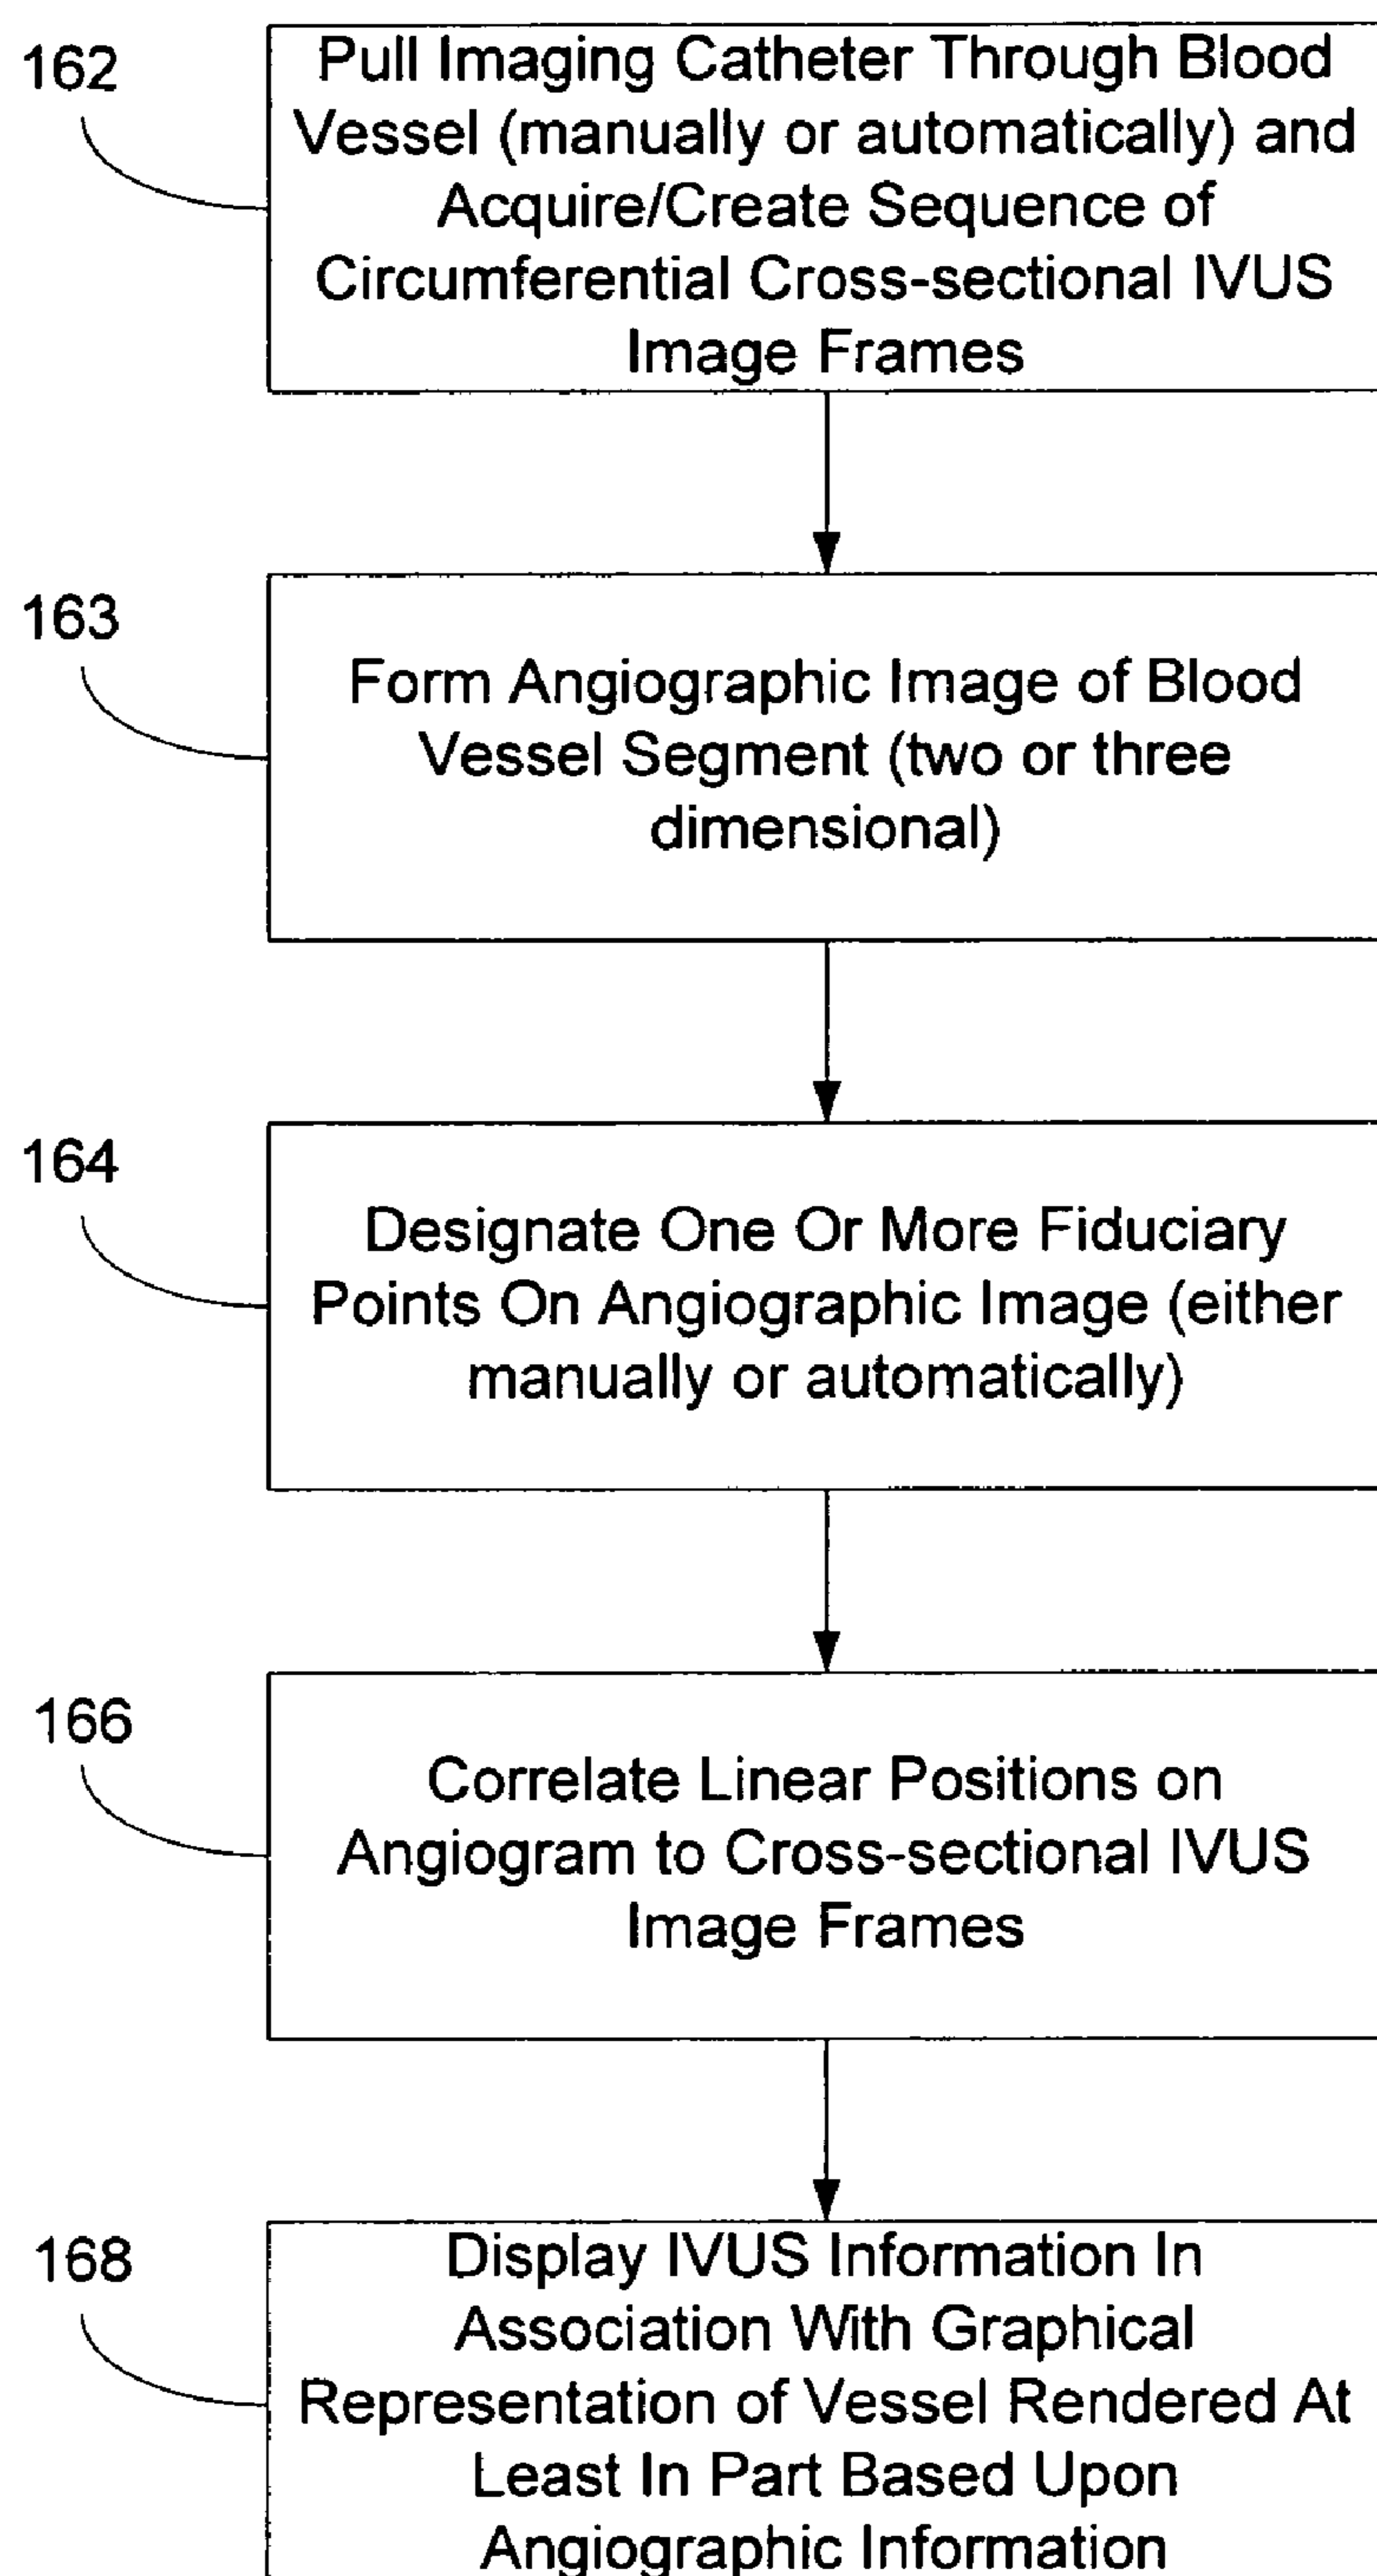 162
Pull Imaging Catheter Through Blood
Vessel (manually or automatically) and
Acquire/Create Sequence of
Circumferential Cross-sectional IVUS
Image Frames
163
Form Angiographic Image of Blood
Vessel Segment (two or three
dimensional)
164
Designate One Or More Fiduciary
Points On Angiographic Image (either
manually or automatically)
166
Correlate Linear Positions on
Angiogram to Cross-sectional IVUS
Image Frames
168
Display IVUS Information In
Association With Graphical
Representation of Vessel Rendered At
Least In Part Based Upon
Angiographic Information